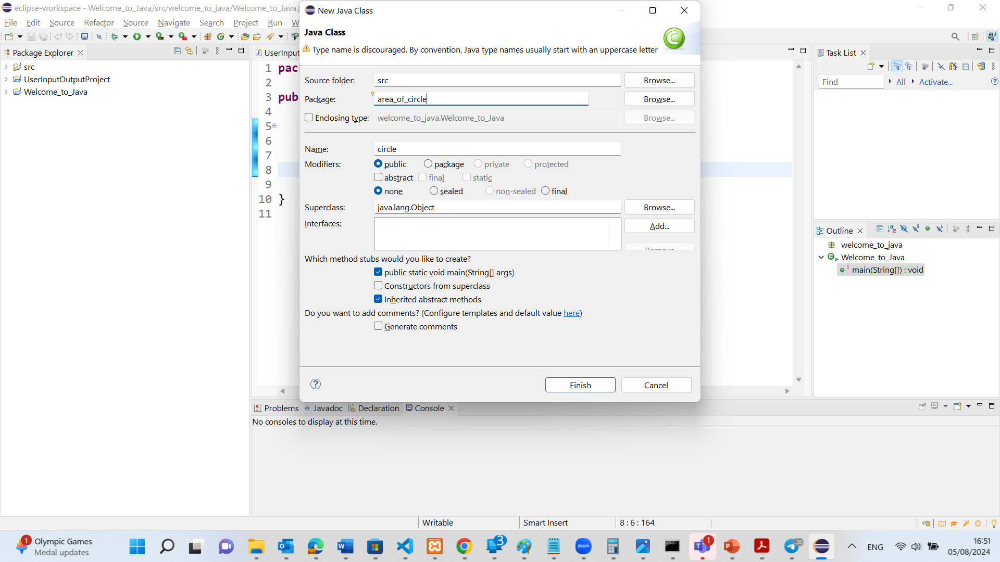 eclipse-workspace - Welcome_to_Java/src/welcome_to_java/Welcome_to_Java.j
File Edit Source Refactor Source Navigate Search Project Run W
Package Explorer
src
UserInputOutputProject
Welcome_to_Java
UserInput
1 pac
2
3 pub
4
5
6
7
8
9
10 }
11
New Java Class
Java Class
Type name is discouraged. By convention, Java type names usually start with an uppercase letter
Source folder: src Browse...
Package: area_of_circle Browse...
Enclosing type: welcome_to_java.Welcome_to_Java Browse...
Name: circle
Modifiers: public package private protected
abstract final static
none sealed non-sealed final
Superclass: java.lang.Object Browse...
Interfaces: Add...
Remove
Which method stubs would you like to create?
public static void main(String[] args)
Constructors from superclass
Inherited abstract methods
Do you want to add comments? (Configure templates and default value here)
Generate comments
Finish Cancel
Task List
Find All Activate...
Outline
welcome_to_java
Welcome_to_Java
main(String[]) : void
Problems Javadoc Declaration Console
No consoles to display at this time.
Writable Smart Insert 8 : 6 : 164
1 Olympic Games
Medal updates
3
zoom
1
30
ENG
16:51
05/08/2024